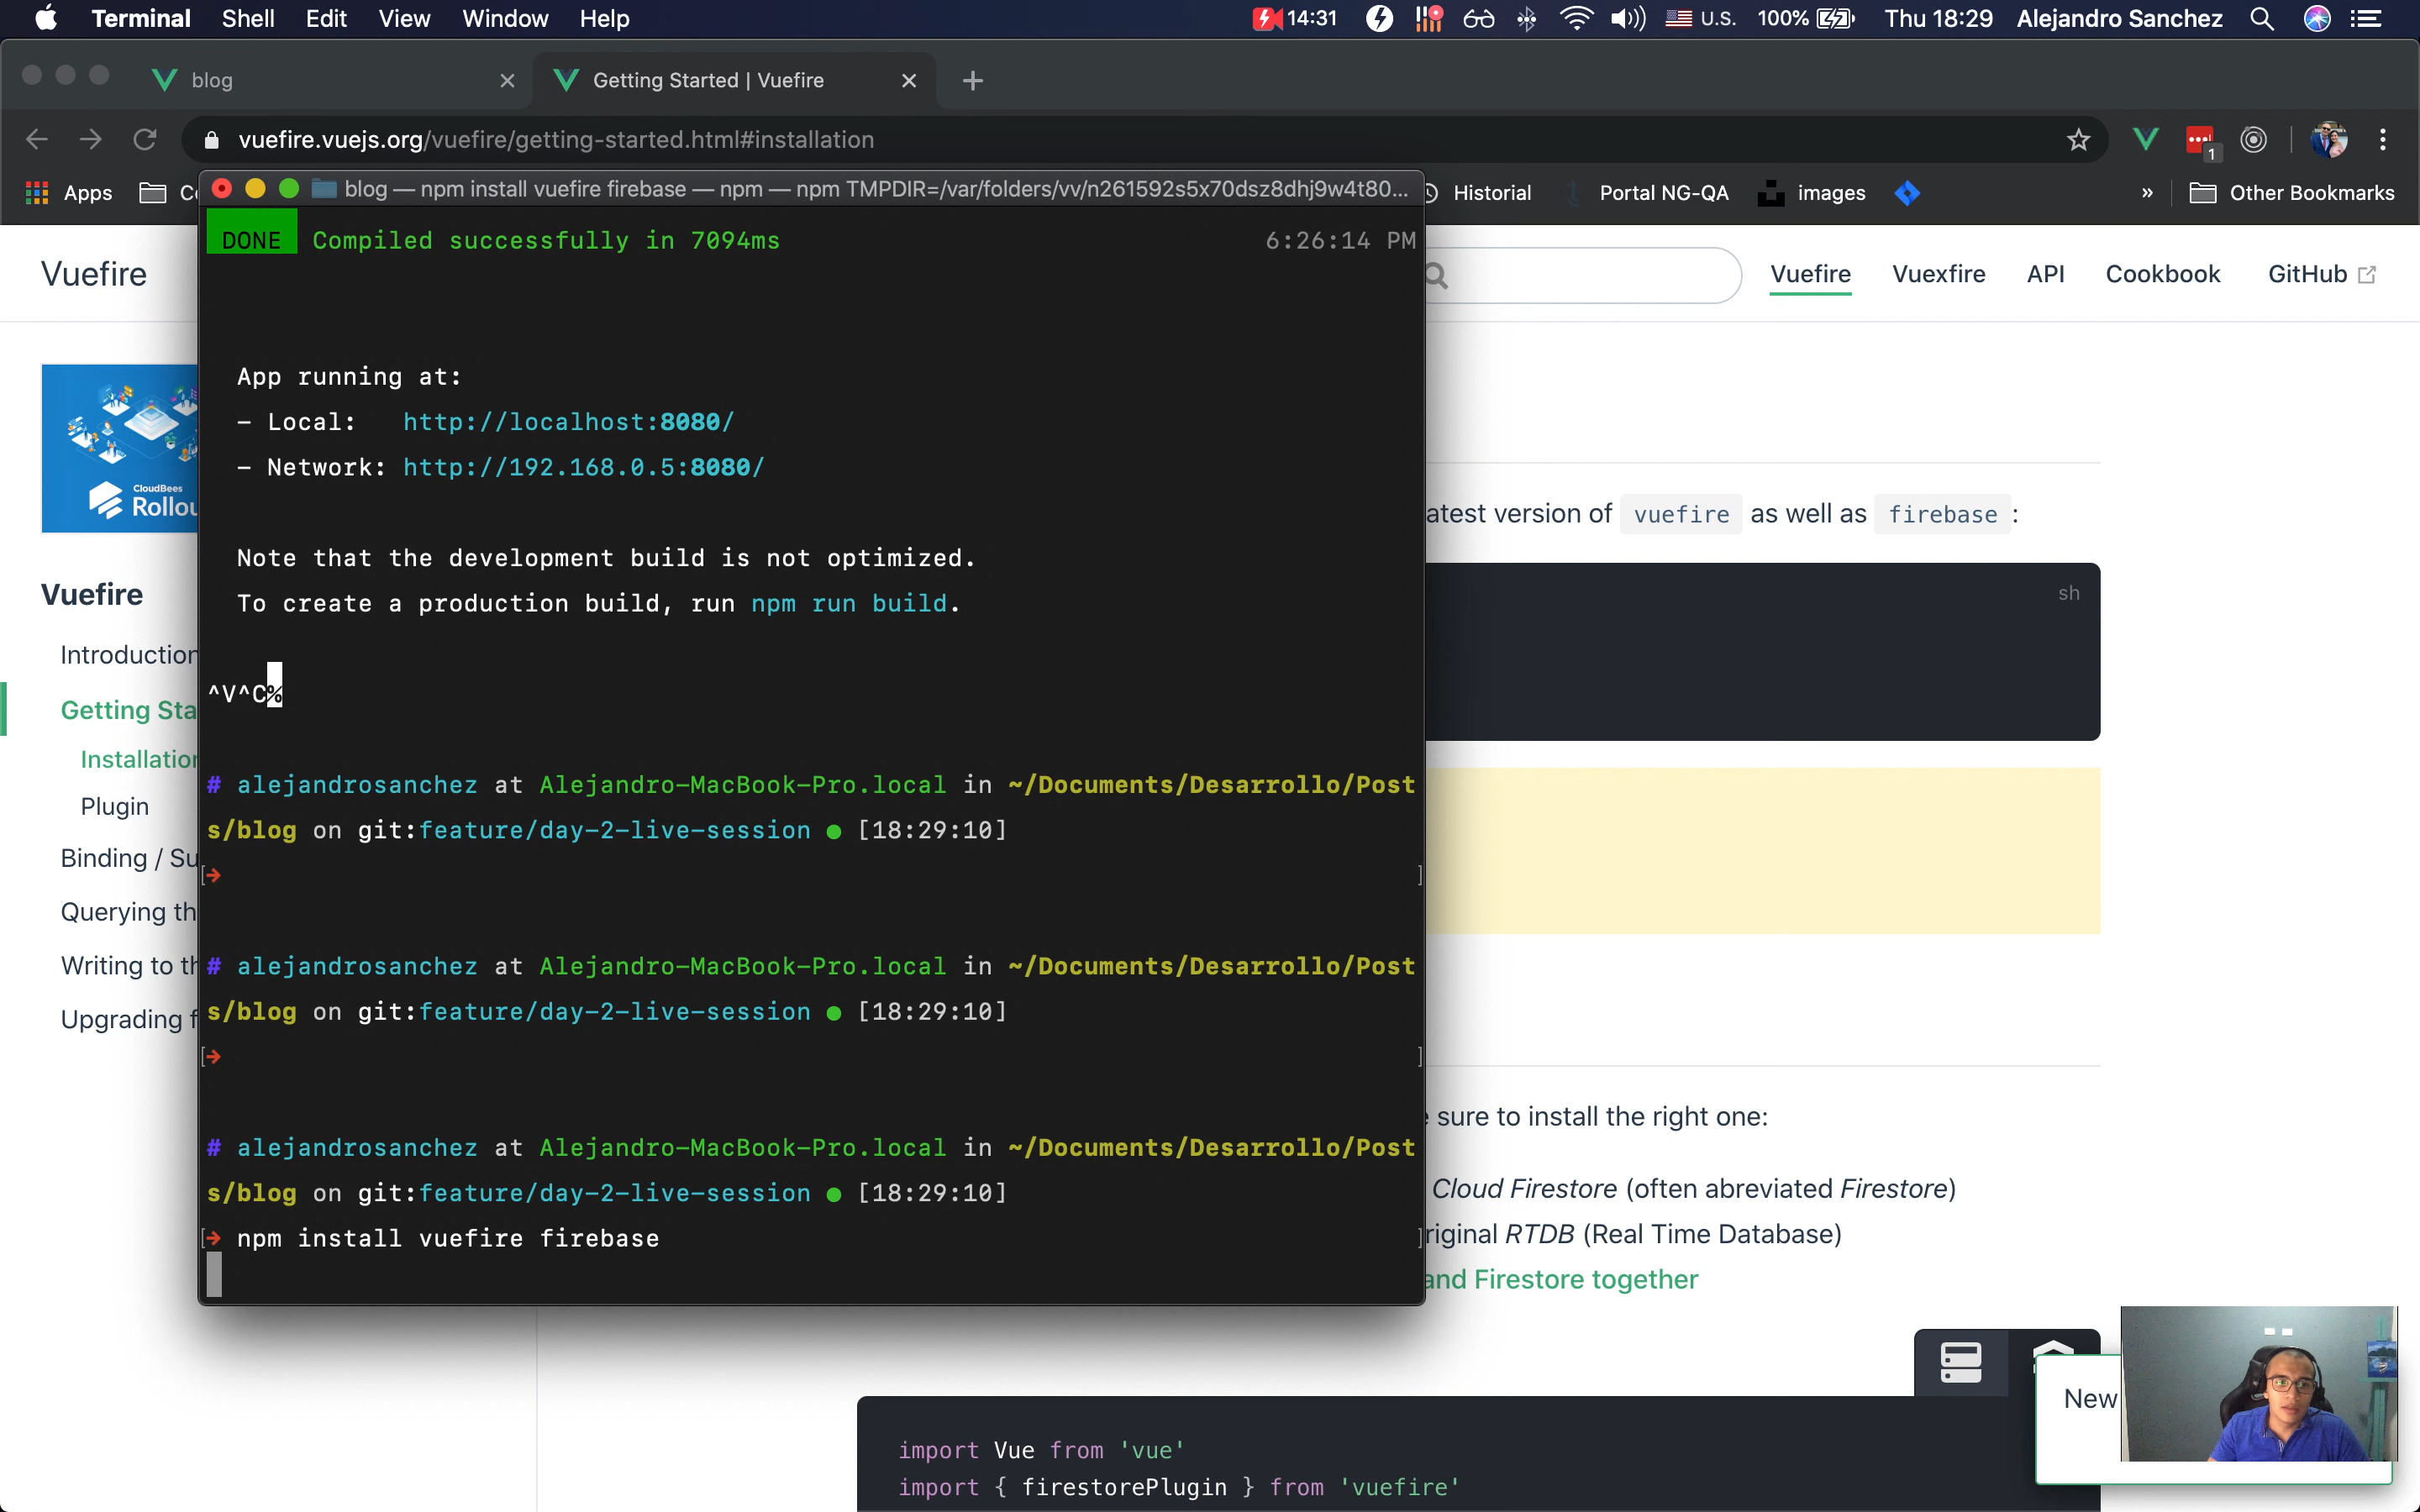 Terminal Shell Edit View Window Help 14:31 U.S. 100% Thu 18:29 Alejandro Sanchez
blog Getting Started | Vuefire
vuefire.vuejs.org/vuefire/getting-started.html#installation 1
Apps Historial Portal NG-QA images » Other Bookmarks
blog — npm install vuefire firebase — npm — npm TMPDIR=/var/folders/vv/n261592s5x70dsz8dhj9w4t80...
Vuefire Vuefire Vuexfire API Cookbook GitHub
DONE Compiled successfully in 7094ms 6:26:14 PM
App running at:
- Local: http://localhost:8080/
- Network: http://192.168.0.5:8080/
Note that the development build is not optimized.
To create a production build, run npm run build.
^V^C%
# alejandrosanchez at Alejandro-MacBook-Pro.local in ~/Documents/Desarrollo/Post
s/blog on git:feature/day-2-live-session ● [18:29:10]
[➜ ]
# alejandrosanchez at Alejandro-MacBook-Pro.local in ~/Documents/Desarrollo/Post
s/blog on git:feature/day-2-live-session ● [18:29:10]
[➜ ]
# alejandrosanchez at Alejandro-MacBook-Pro.local in ~/Documents/Desarrollo/Post
s/blog on git:feature/day-2-live-session ● [18:29:10]
[➜ npm install vuefire firebase ]
CloudBees
Rollou
Vuefire
Introduction
Getting Sta
Installation
Plugin
Binding / Su
Querying th
Writing to th
Upgrading f
atest version of vuefire as well as firebase :
sh
sure to install the right one:
Cloud Firestore (often abreviated Firestore)
riginal RTDB (Real Time Database)
and Firestore together
New
import Vue from 'vue'
import { firestorePlugin } from 'vuefire'